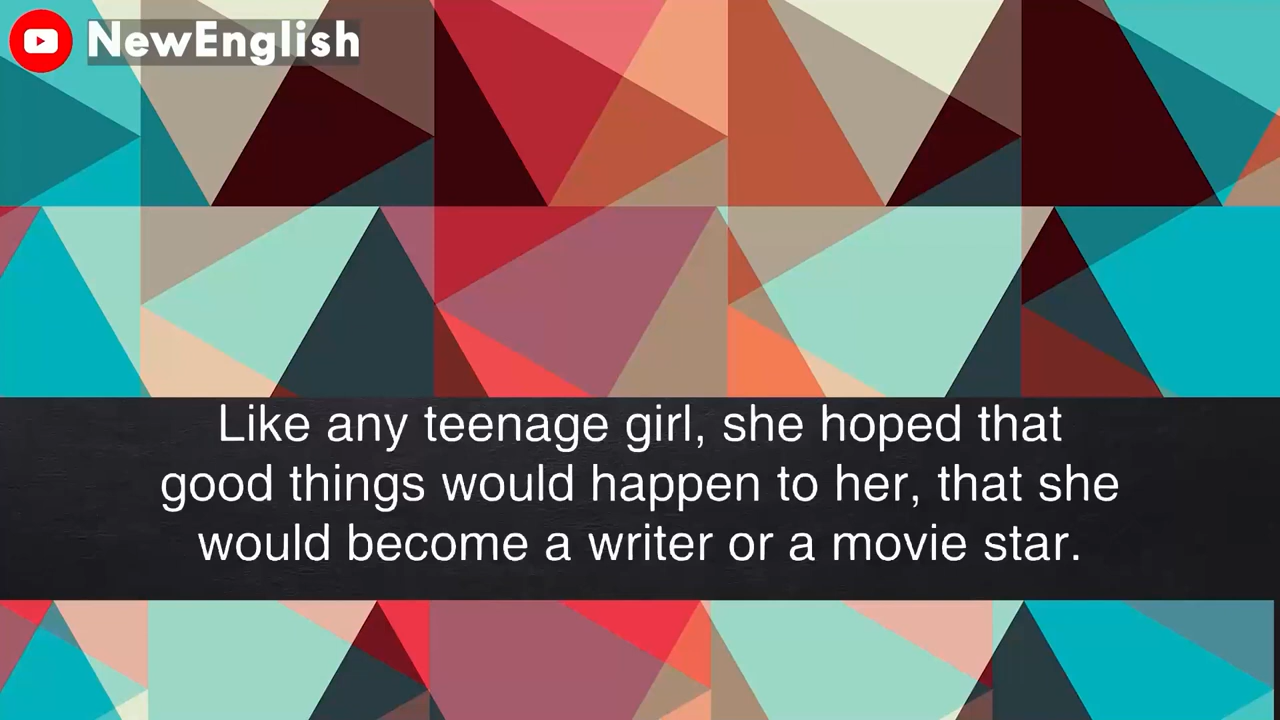 NewEnglish
Like any teenage girl, she hoped that
good things would happen to her, that she
would become a writer or a movie star.